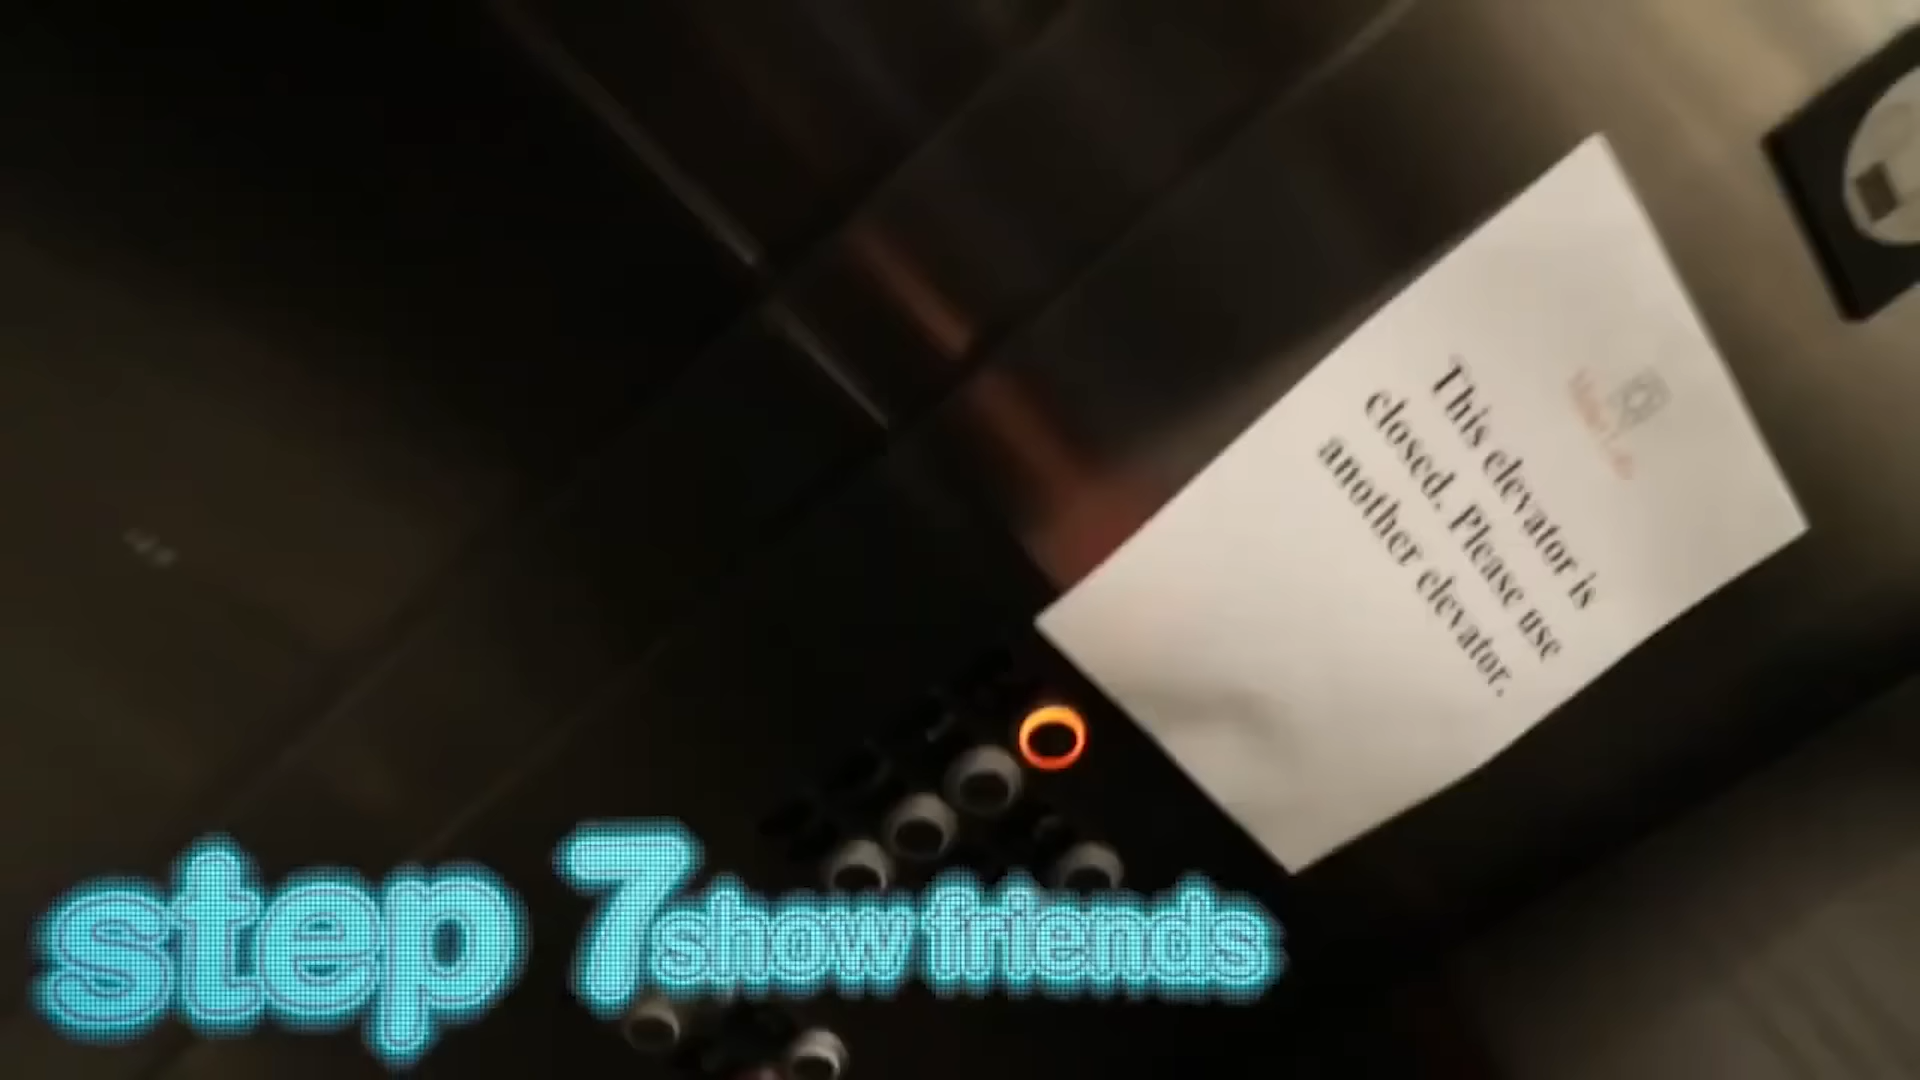 This elevator is
closed. Please use
another elevator.
step 7 show friends